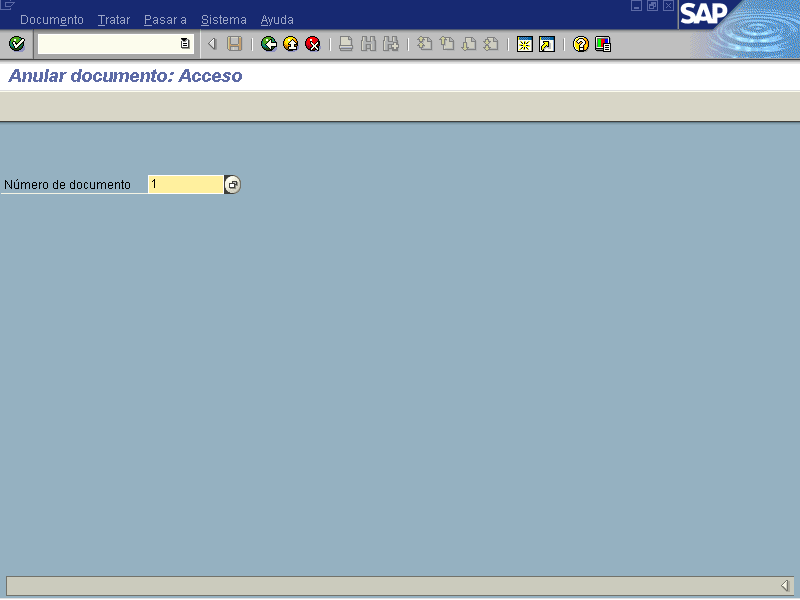 Documento Tratar Pasar a Sistema Ayuda
SAP
Anular documento: Acceso
Número de documento 1